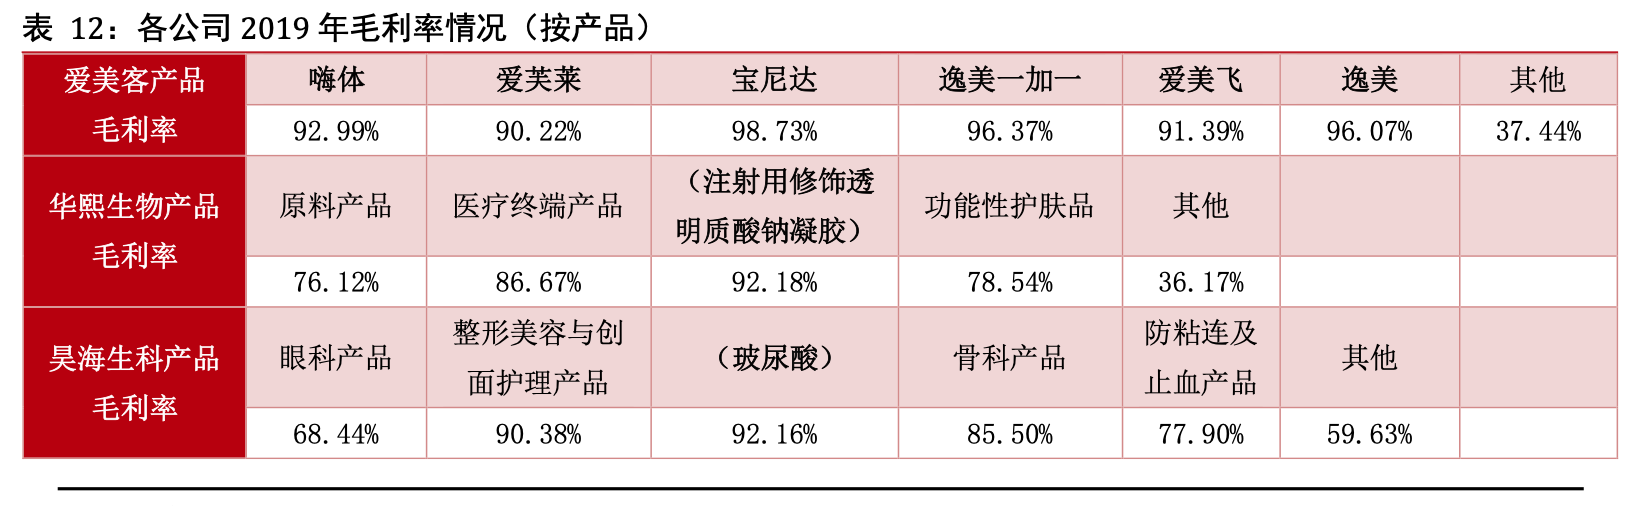 表 12：各公司 2019 年毛利率情况（按产品）
爱美客产品
毛利率
嗨体 爱芙莱 宝尼达 逸美一加一 爱美飞 逸美 其他
92.99% 90.22% 98.73% 96.37% 91.39% 96.07% 37.44%
华熙生物产品
毛利率
原料产品 医疗终端产品
（注射用修饰透
明质酸钠凝胶）
功能性护肤品 其他
76.12% 86.67% 92.18% 78.54% 36.17%
昊海生科产品
毛利率
眼科产品
整形美容与创
面护理产品
（玻尿酸） 骨科产品
防粘连及
止血产品
其他
68.44% 90.38% 92.16% 85.50% 77.90% 59.63%